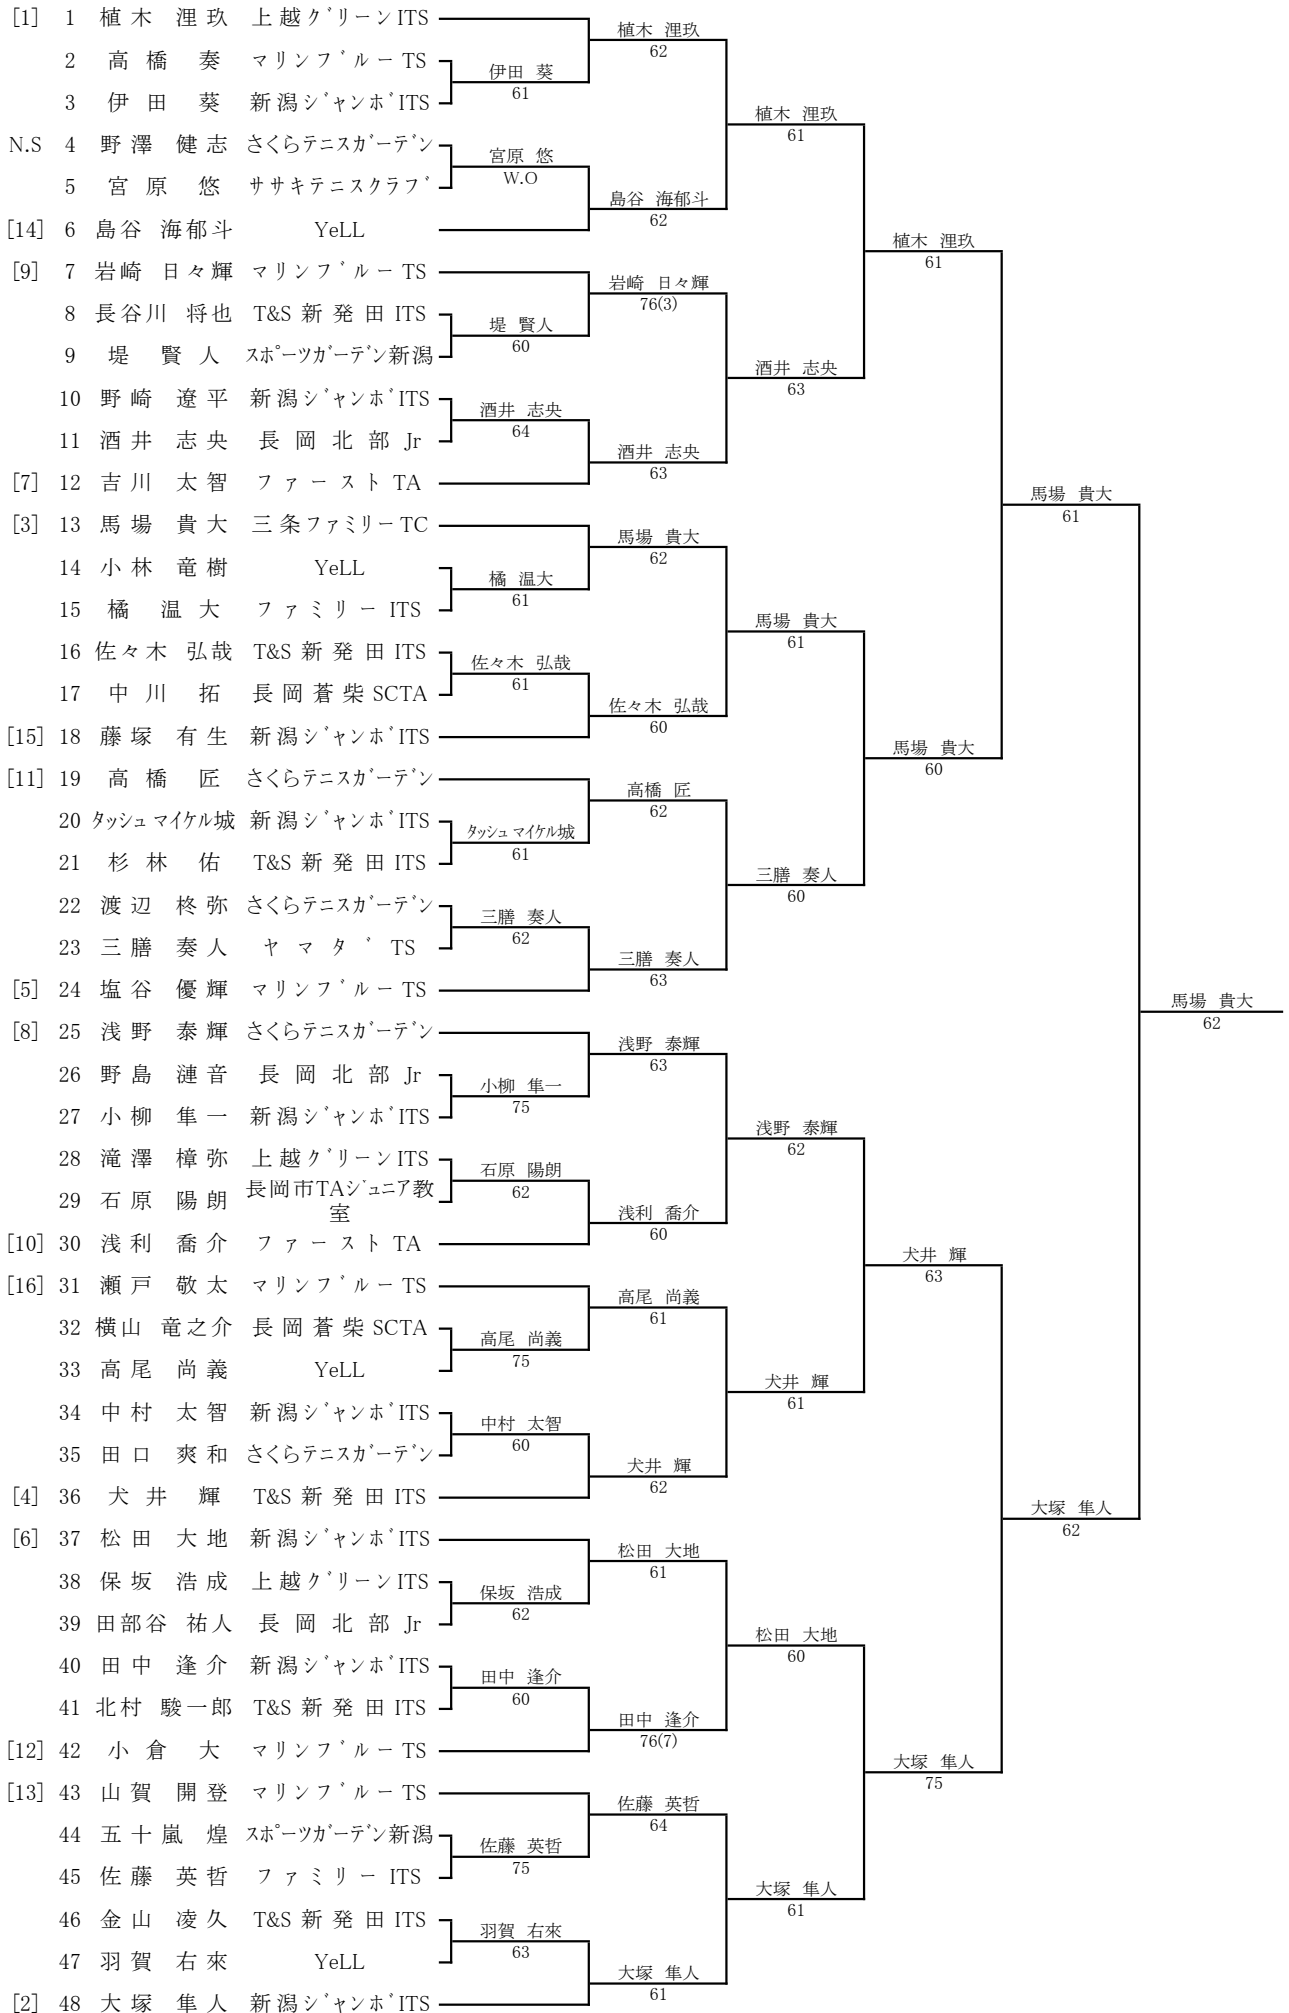 [1] 1 植木 浬玖 上越グリーンITS
2 高橋 奏 マリンブルーTS
3 伊田 葵 新潟ジャンボITS
N.S 4 野澤 健志 さくらテニスガーデン
5 宮原 悠 ササキテニスクラブ
[14] 6 島谷 海郁斗 YeLL
[9] 7 岩崎 日々輝 マリンブルーTS
8 長谷川 将也 T&S新発田ITS
9 堤 賢人 スポーツガーデン新潟
10 野崎 遼平 新潟ジャンボITS
11 酒井 志央 長岡北部Jr
[7] 12 吉川 太智 ファーストTA
[3] 13 馬場 貴大 三条ファミリーTC
14 小林 竜樹 YeLL
15 橘 温大 ファミリーITS
16 佐々木 弘哉 T&S新発田ITS
17 中川 拓 長岡蒼柴SCTA
[15] 18 藤塚 有生 新潟ジャンボITS
[11] 19 高橋 匠 さくらテニスガーデン
20 タッシュマイケル城 新潟ジャンボITS
21 杉林 佑 T&S新発田ITS
22 渡辺 柊弥 さくらテニスガーデン
23 三膳 奏人 ヤマダTS
[5] 24 塩谷 優輝 マリンブルーTS
[8] 25 浅野 泰輝 さくらテニスガーデン
26 野島 漣音 長岡北部Jr
27 小柳 隼一 新潟ジャンボITS
28 滝澤 樟弥 上越グリーンITS
29 石原 陽朗 長岡市TAジュニア教
室
[10] 30 浅利 喬介 ファーストTA
[16] 31 瀬戸 敬太 マリンブルーTS
32 横山 竜之介 長岡蒼柴SCTA
33 高尾 尚義 YeLL
34 中村 太智 新潟ジャンボITS
35 田口 爽和 さくらテニスガーデン
[4] 36 犬井 輝 T&S新発田ITS
[6] 37 松田 大地 新潟ジャンボITS
38 保坂 浩成 上越グリーンITS
39 田部谷 祐人 長岡北部Jr
40 田中 逢介 新潟ジャンボITS
41 北村 駿一郎 T&S新発田ITS
[12] 42 小倉 大 マリンブルーTS
[13] 43 山賀 開登 マリンブルーTS
44 五十嵐 煌 スポーツガーデン新潟
45 佐藤 英哲 ファミリーITS
46 金山 凌久 T&S新発田ITS
47 羽賀 右來 YeLL
[2] 48 大塚 隼人 新潟ジャンボITS
伊田 葵
61
宮原 悠
W.O
堤 賢人
60
酒井 志央
64
橘 温大
61
佐々木 弘哉
61
タッシュマイケル城
61
三膳 奏人
62
小柳 隼一
75
石原 陽朗
62
高尾 尚義
75
中村 太智
60
保坂 浩成
62
田中 逢介
60
佐藤 英哲
75
羽賀 右來
63
植木 浬玖
62
島谷 海郁斗
62
岩崎 日々輝
76(3)
酒井 志央
63
馬場 貴大
62
佐々木 弘哉
60
高橋 匠
62
三膳 奏人
63
浅野 泰輝
63
浅利 喬介
60
高尾 尚義
61
犬井 輝
62
松田 大地
61
田中 逢介
76(7)
佐藤 英哲
64
大塚 隼人
61
植木 浬玖
61
酒井 志央
63
馬場 貴大
61
三膳 奏人
60
浅野 泰輝
62
犬井 輝
61
松田 大地
60
大塚 隼人
61
植木 浬玖
61
馬場 貴大
60
犬井 輝
63
大塚 隼人
75
馬場 貴大
61
大塚 隼人
62
馬場 貴大
62